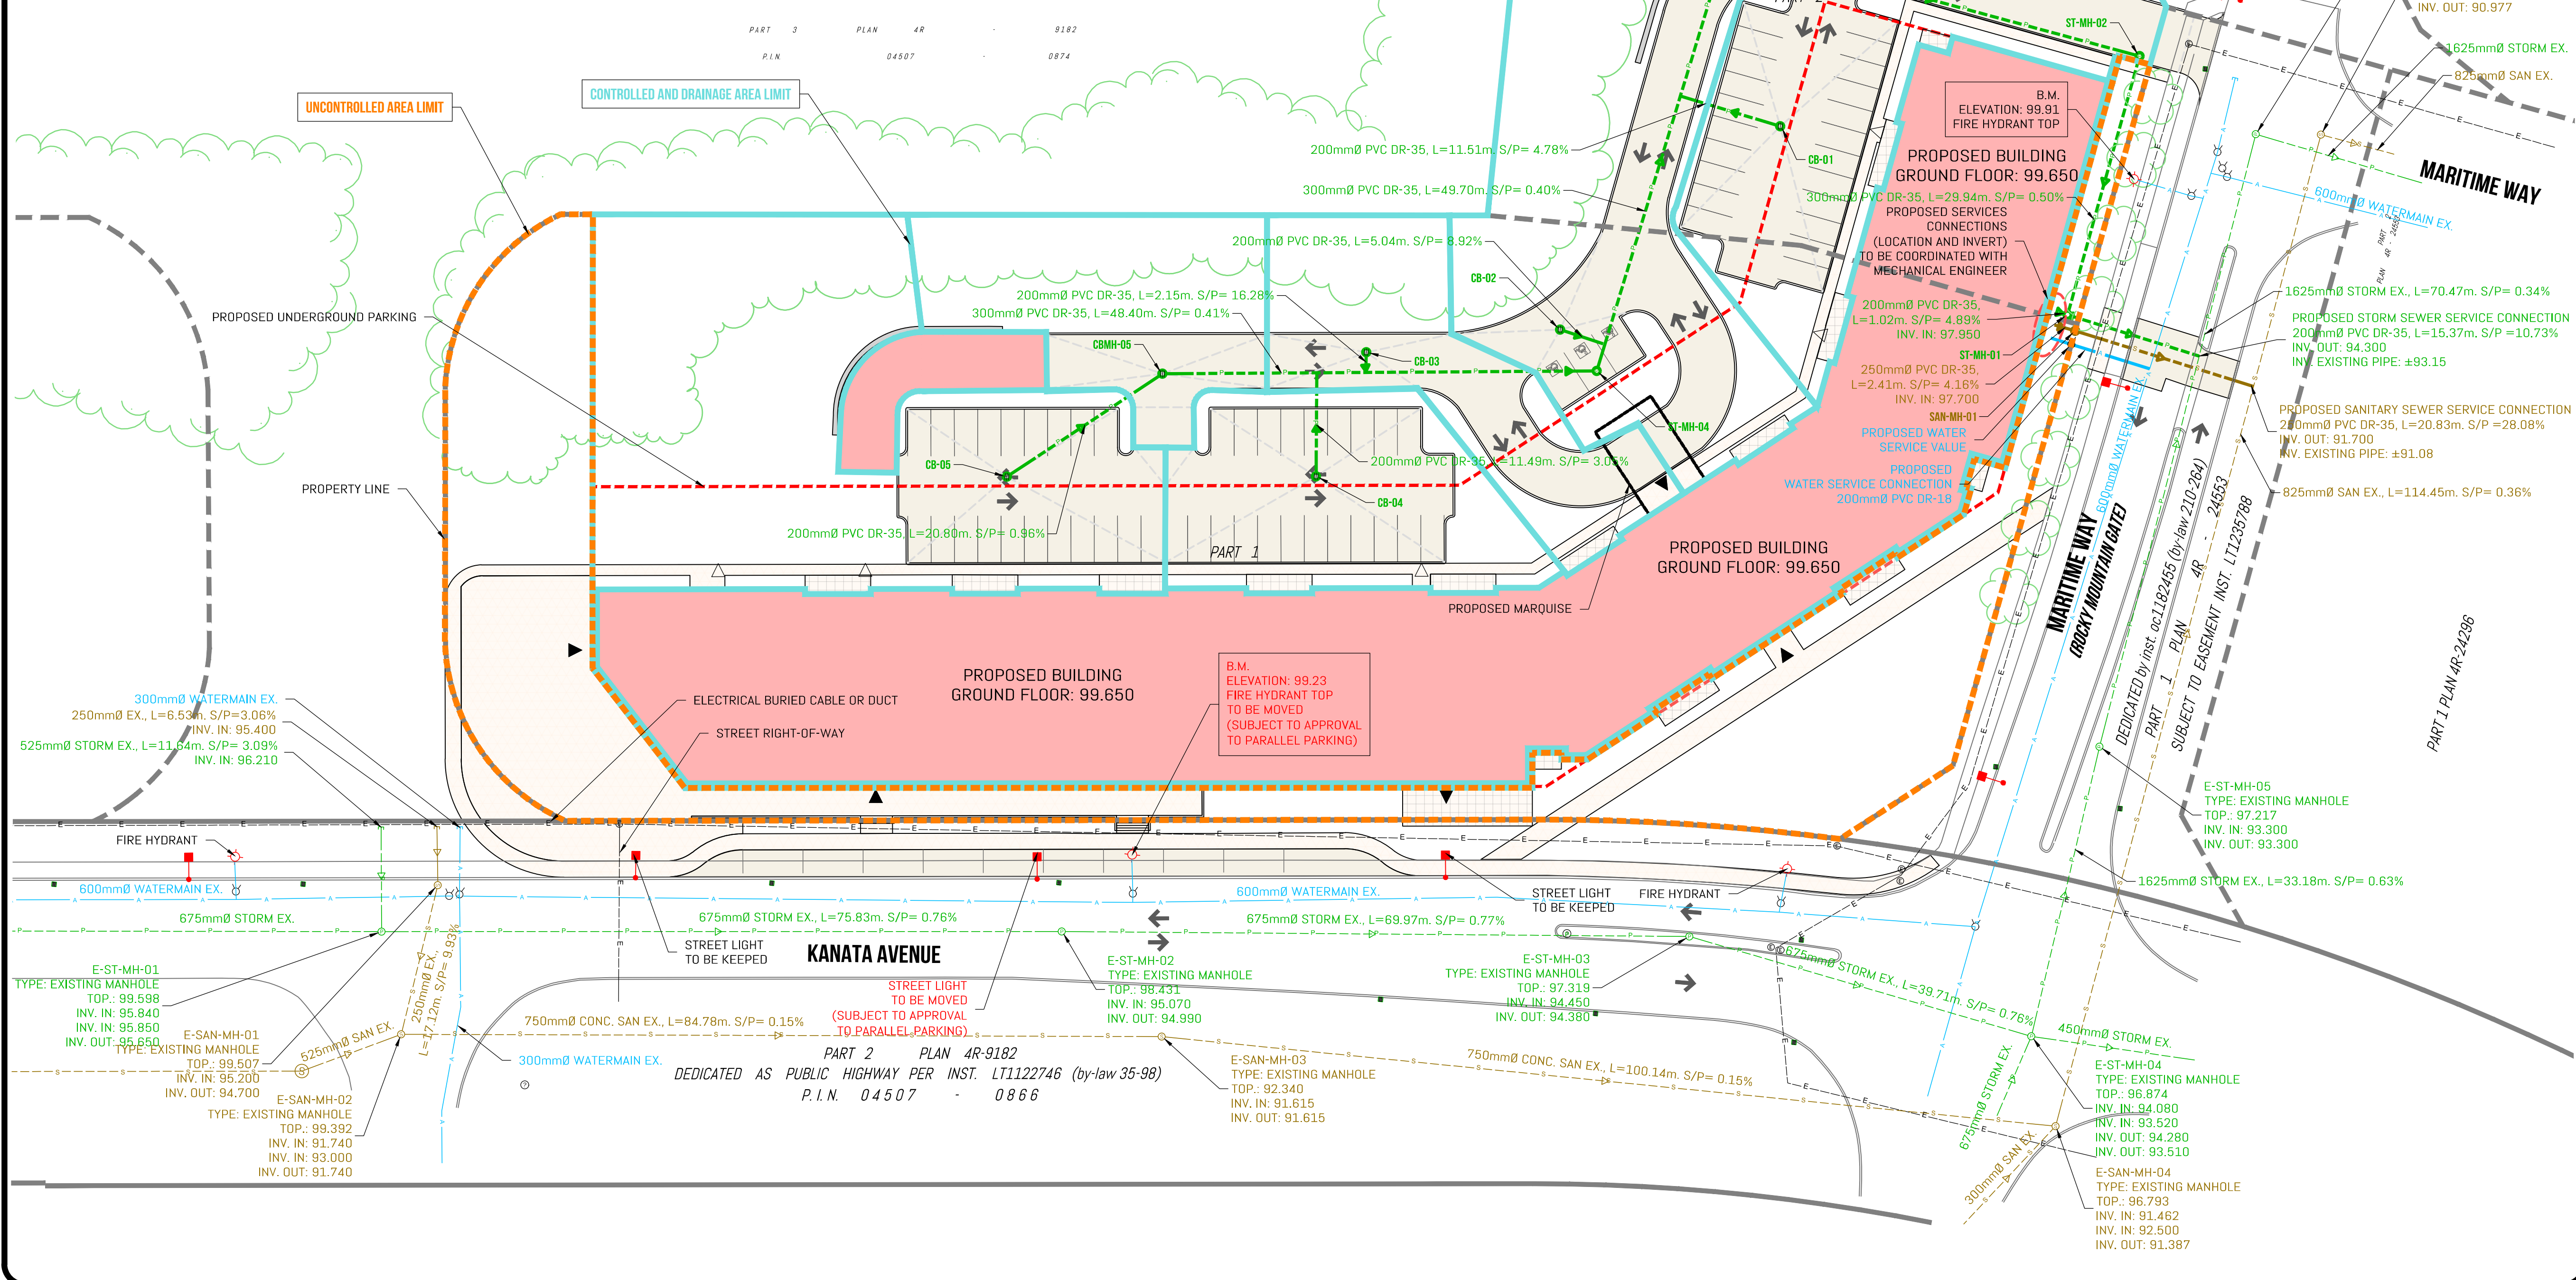 PART 3 PLAN 4R - 9182
P.I.N. 04507 - 0874
UNCONTROLLED AREA LIMIT
CONTROLLED AND DRAINAGE AREA LIMIT
INV. OUT: 90.977
ST-MH-02
1625mmØ STORM EX.
825mmØ SAN EX.
B.M.
ELEVATION: 99.91
FIRE HYDRANT TOP
MARITIME WAY
600mmØ WATERMAIN EX.
PART 2
PLAN 4R - 24553
200mmØ PVC DR-35, L=11.51m. S/P= 4.78%
CB-01
300mmØ PVC DR-35, L=49.70m. S/P= 0.40%
PROPOSED BUILDING
GROUND FLOOR: 99.650
300mmØ PVC DR-35, L=29.94m. S/P= 0.50%
PROPOSED SERVICES
CONNECTIONS
(LOCATION AND INVERT)
TO BE COORDINATED WITH
MECHANICAL ENGINEER
200mmØ PVC DR-35, L=5.04m. S/P= 8.92%
CB-02
200mmØ PVC DR-35, L=2.15m. S/P= 16.28%
300mmØ PVC DR-35, L=48.40m. S/P= 0.41%
PROPOSED UNDERGROUND PARKING
CBMH-05
CB-03
200mmØ PVC DR-35,
L=1.02m. S/P= 4.89%
INV. IN: 97.950
ST-MH-01
250mmØ PVC DR-35,
L=2.41m. S/P= 4.16%
INV. IN: 97.700
SAN-MH-01
PROPOSED WATER
SERVICE VALUE
PROPOSED
WATER SERVICE CONNECTION
200mmØ PVC DR-18
1625mmØ STORM EX., L=70.47m. S/P= 0.34%
PROPOSED STORM SEWER SERVICE CONNECTION
200mmØ PVC DR-35, L=15.37m. S/P =10.73%
INV. OUT: 94.300
INV. EXISTING PIPE: ±93.15
PROPOSED SANITARY SEWER SERVICE CONNECTION
250mmØ PVC DR-35, L=20.83m. S/P =28.08%
INV. OUT: 91.700
INV. EXISTING PIPE: ±91.08
825mmØ SAN EX., L=114.45m. S/P= 0.36%
ST-MH-04
CB-05
200mmØ PVC DR-35, L=11.49m. S/P= 3.05%
CB-04
PROPERTY LINE
200mmØ PVC DR-35, L=20.80m. S/P= 0.96%
PART 1
PROPOSED BUILDING
GROUND FLOOR: 99.650
PROPOSED MARQUISE
600mmØ WATERMAIN EX.
MARITIME WAY
(ROCKY MOUNTAIN GATE)
DEDICATED by inst. oc1182455 (by-law 210-264)
PART 1 PLAN 4R - 24553
SUBJECT TO EASEMENT INST. LT1235788
PART 1 PLAN 4R-24296
PROPOSED BUILDING
GROUND FLOOR: 99.650
B.M.
ELEVATION: 99.23
FIRE HYDRANT TOP
TO BE MOVED
(SUBJECT TO APPROVAL
TO PARALLEL PARKING)
ELECTRICAL BURIED CABLE OR DUCT
STREET RIGHT-OF-WAY
300mmØ WATERMAIN EX.
250mmØ EX., L=6.53m. S/P=3.06%
INV. IN: 95.400
525mmØ STORM EX., L=11.64m. S/P= 3.09%
INV. IN: 96.210
FIRE HYDRANT
E-ST-MH-05
TYPE: EXISTING MANHOLE
TOP.: 97.217
INV. IN: 93.300
INV. OUT: 93.300
1625mmØ STORM EX., L=33.18m. S/P= 0.63%
600mmØ WATERMAIN EX.
600mmØ WATERMAIN EX.
STREET LIGHT
TO BE KEEPED
FIRE HYDRANT
675mmØ STORM EX.
675mmØ STORM EX., L=75.83m. S/P= 0.76%
675mmØ STORM EX., L=69.97m. S/P= 0.77%
STREET LIGHT
TO BE KEEPED
KANATA AVENUE
STREET LIGHT
TO BE MOVED
(SUBJECT TO APPROVAL
TO PARALLEL PARKING)
E-ST-MH-01
TYPE: EXISTING MANHOLE
TOP.: 99.598
INV. IN: 95.840
INV. IN: 95.850
INV. OUT: 95.650
E-ST-MH-02
TYPE: EXISTING MANHOLE
TOP.: 98.431
INV. IN: 95.070
INV. OUT: 94.990
E-ST-MH-03
TYPE: EXISTING MANHOLE
TOP.: 97.319
INV. IN: 94.450
INV. OUT: 94.380
675mmØ STORM EX., L=39.71m. S/P= 0.76%
450mmØ STORM EX.
675mmØ STORM EX.
E-SAN-MH-01
TYPE: EXISTING MANHOLE
TOP.: 99.507
INV. IN: 95.200
INV. OUT: 94.700
525mmØ SAN EX.
250mmØ EX.,
L=17.12m. S/P= 9.93%
750mmØ CONC. SAN EX., L=84.78m. S/P= 0.15%
300mmØ WATERMAIN EX.
PART 2 PLAN 4R-9182
DEDICATED AS PUBLIC HIGHWAY PER INST. LT1122746 (by-law 35-98)
P.I.N. 04507 - 0866
E-SAN-MH-02
TYPE: EXISTING MANHOLE
TOP.: 99.392
INV. IN: 91.740
INV. IN: 93.000
INV. OUT: 91.740
E-SAN-MH-03
TYPE: EXISTING MANHOLE
TOP.: 92.340
INV. IN: 91.615
INV. OUT: 91.615
750mmØ CONC. SAN EX., L=100.14m. S/P= 0.15%
E-ST-MH-04
TYPE: EXISTING MANHOLE
TOP.: 96.874
INV. IN: 94.080
INV. IN: 93.520
INV. OUT: 94.280
INV. OUT: 93.510
300mmØ SAN EX.
E-SAN-MH-04
TYPE: EXISTING MANHOLE
TOP.: 96.793
INV. IN: 91.462
INV. IN: 92.500
INV. OUT: 91.387